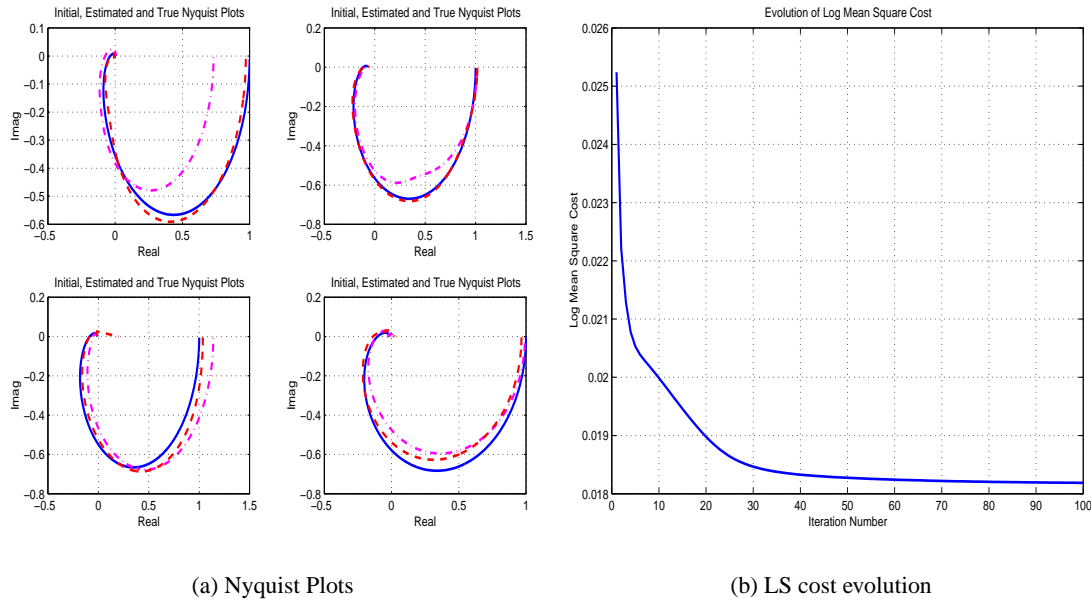 Initial, Estimated and True Nyquist Plots
0.1
0
−0.1
−0.2
−0.3
−0.4
−0.5
−0.6
Imag
−0.5 0 0.5 1
Real
Initial, Estimated and True Nyquist Plots
0.2
0
−0.2
−0.4
−0.6
−0.8
Imag
−0.5 0 0.5 1 1.5
Real
Initial, Estimated and True Nyquist Plots
0.2
0
−0.2
−0.4
−0.6
−0.8
Imag
−0.5 0 0.5 1 1.5
Real
Initial, Estimated and True Nyquist Plots
0.2
0
−0.2
−0.4
−0.6
−0.8
Imag
−0.5 0 0.5 1
Real
(a) Nyquist Plots
Evolution of Log Mean Square Cost
0.026
0.025
0.024
0.023
0.022
0.021
0.02
0.019
0.018
Log Mean Square Cost
0 10 20 30 40 50 60 70 80 90 100
Iteration Number
(b) LS cost evolution